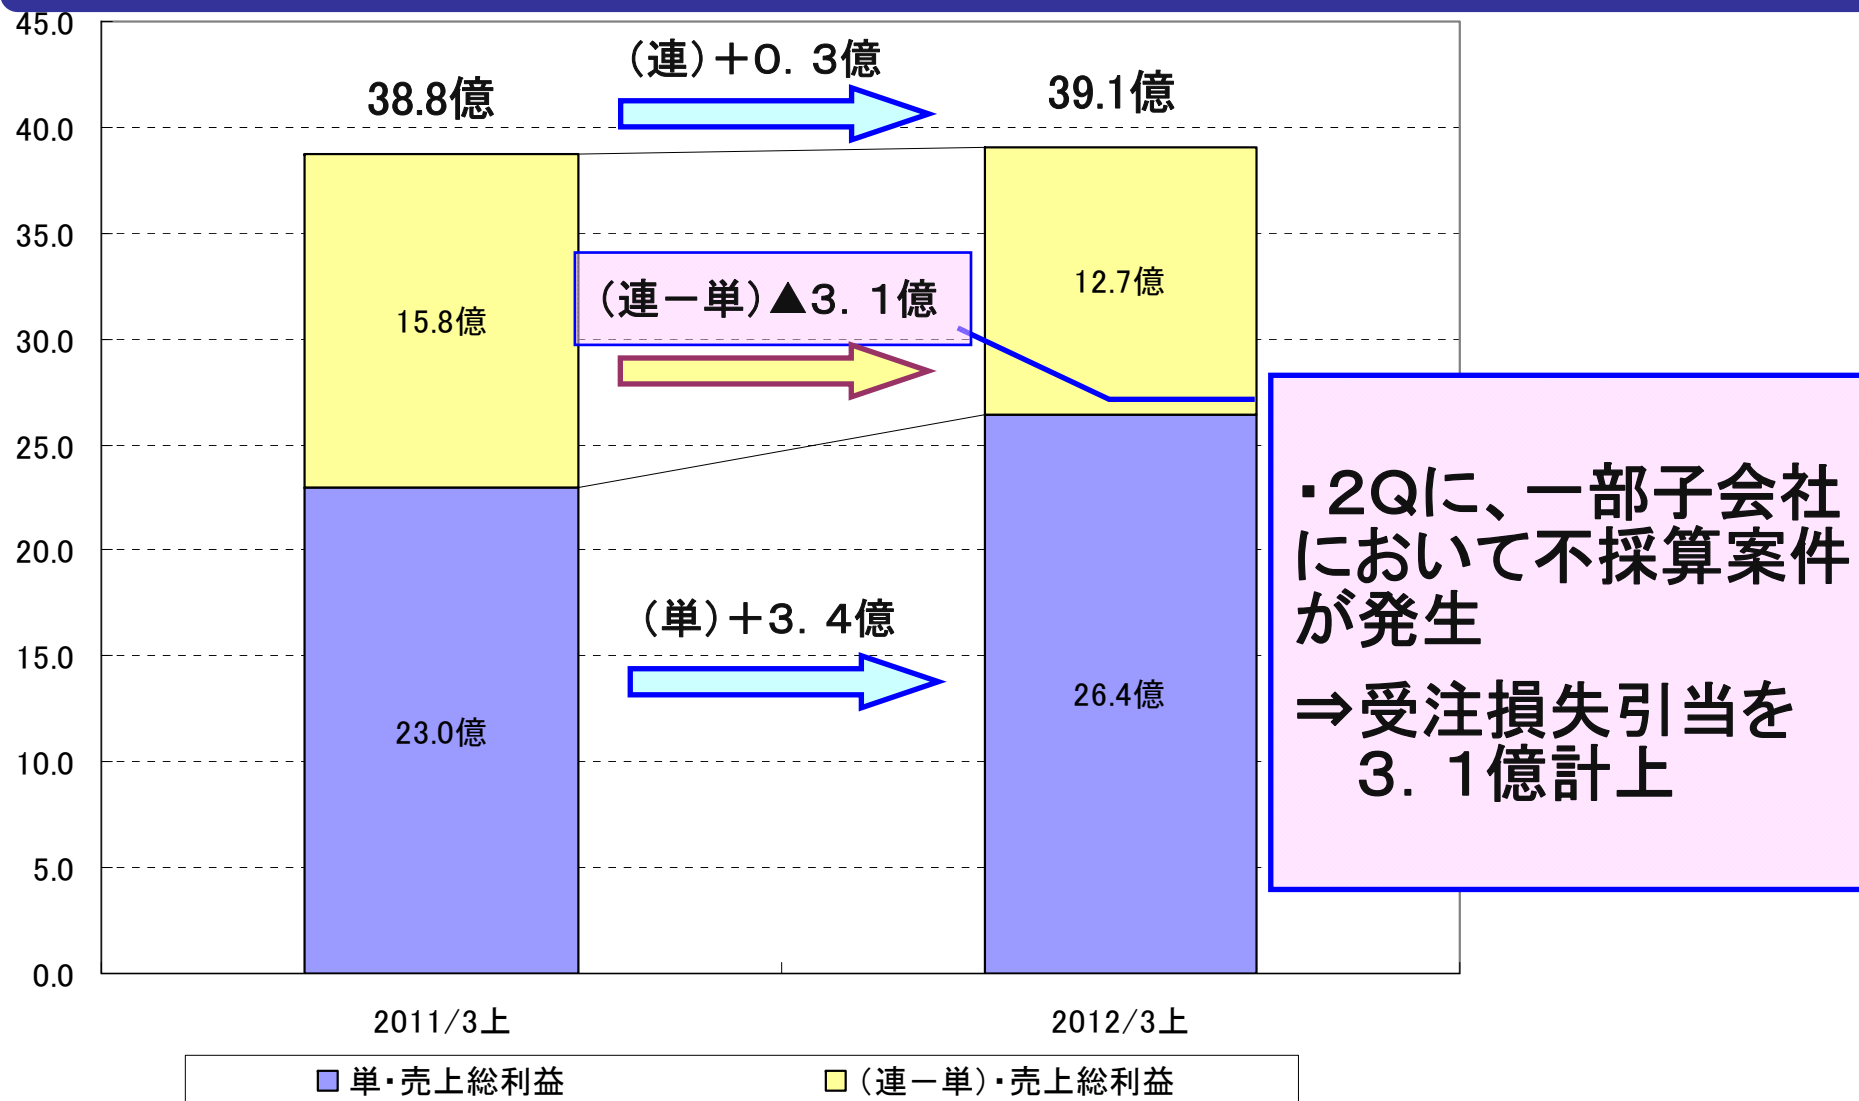 45.0
40.0
35.0
30.0
25.0
20.0
15.0
10.0
5.0
0.0
38.8億
(連)＋0．3億
39.1億
15.8億
(連－単)▲3．1億
12.7億
23.0億
(単)＋3．4億
26.4億
・2Qに、一部子会社
において不採算案件
が発生
⇒受注損失引当を
3．1億計上
2011/3上
2012/3上
単・売上総利益
(連－単)・売上総利益